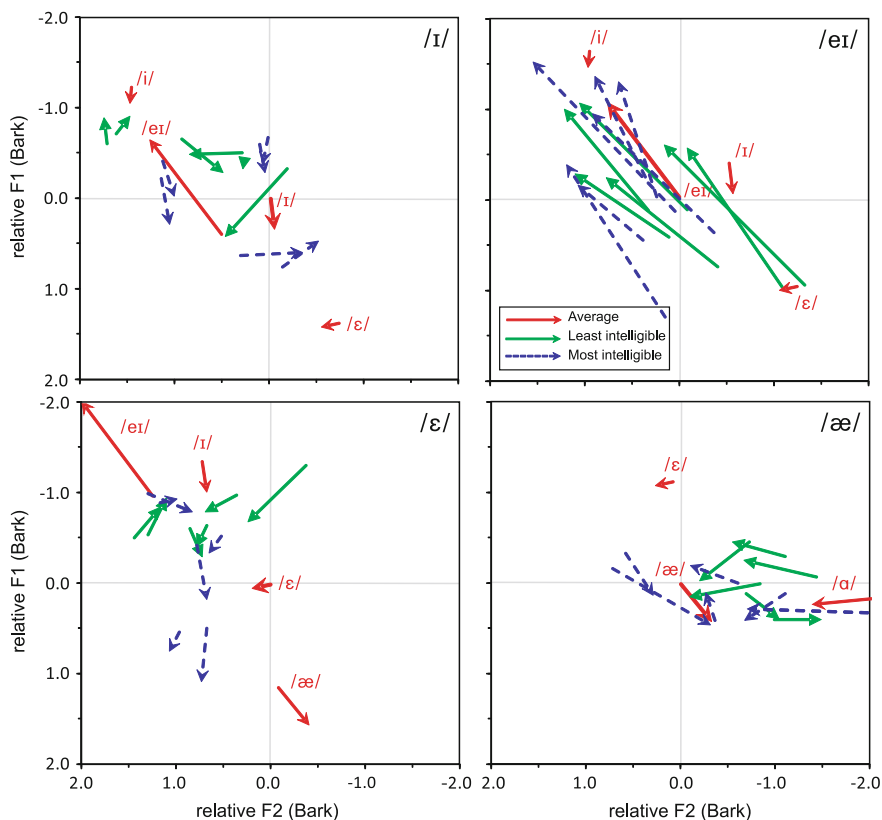 -2.0
-1.0
0.0
1.0
2.0
relative F1 (Bark)
/ɪ/
/i/
/eɪ/
/ɪ/
/ɛ/
/eɪ/
/i/
/ɪ/
/eɪ/
/ɛ/
Average
Least intelligible
Most intelligible
-2.0
-1.0
0.0
1.0
2.0
relative F1 (Bark)
/ɛ/
/eɪ/
/ɪ/
/ɛ/
/æ/
2.0 1.0 0.0 -1.0 -2.0
relative F2 (Bark)
/æ/
/ɛ/
/æ/
/ɑ/
2.0 1.0 0.0 -1.0 -2.0
relative F2 (Bark)